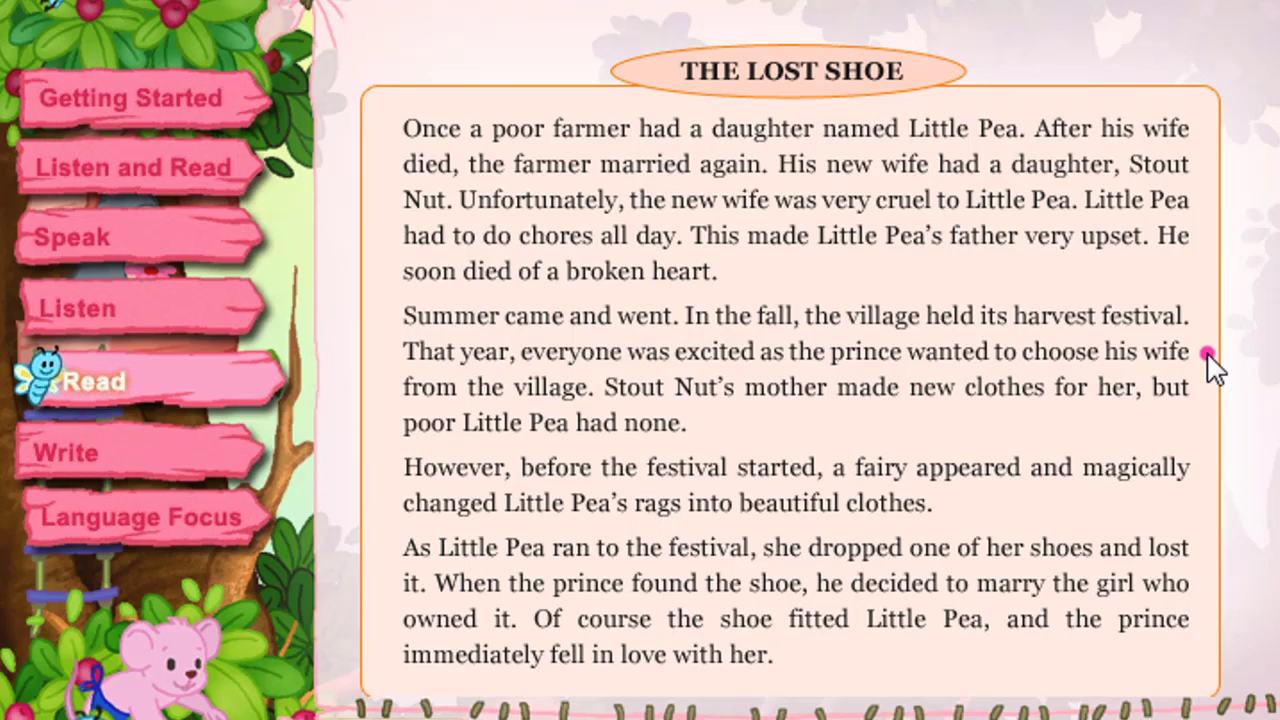 Getting Started
Listen and Read
Speak
Listen
Read
Write
Language Focus
THE LOST SHOE
Once a poor farmer had a daughter named Little Pea. After his wife
died, the farmer married again. His new wife had a daughter, Stout
Nut. Unfortunately, the new wife was very cruel to Little Pea. Little Pea
had to do chores all day. This made Little Pea’s father very upset. He
soon died of a broken heart.
Summer came and went. In the fall, the village held its harvest festival.
That year, everyone was excited as the prince wanted to choose his wife
from the village. Stout Nut’s mother made new clothes for her, but
poor Little Pea had none.
However, before the festival started, a fairy appeared and magically
changed Little Pea’s rags into beautiful clothes.
As Little Pea ran to the festival, she dropped one of her shoes and lost
it. When the prince found the shoe, he decided to marry the girl who
owned it. Of course the shoe fitted Little Pea, and the prince
immediately fell in love with her.